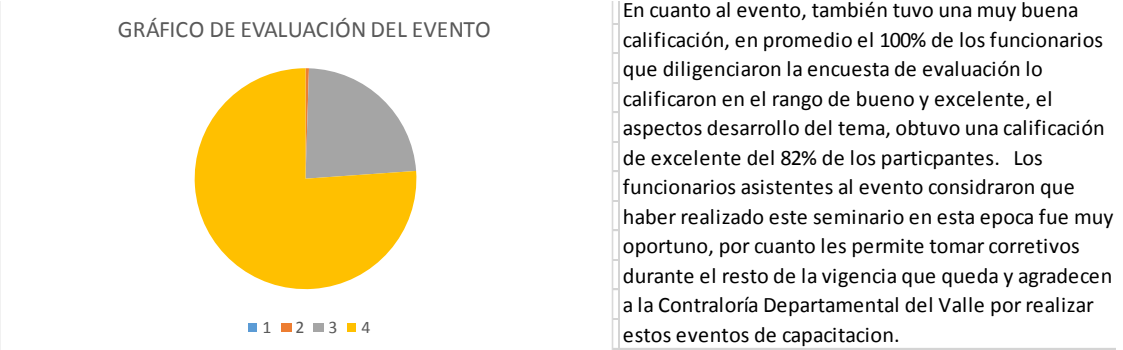 GRÁFICO DE EVALUACIÓN DEL EVENTO
1 2 3 4
En cuanto al evento, también tuvo una muy buena
calificación, en promedio el 100% de los funcionarios
que diligenciaron la encuesta de evaluación lo
calificaron en el rango de bueno y excelente, el
aspectos desarrollo del tema, obtuvo una calificación
de excelente del 82% de los particpantes. Los
funcionarios asistentes al evento considraron que
haber realizado este seminario en esta epoca fue muy
oportuno, por cuanto les permite tomar corretivos
durante el resto de la vigencia que queda y agradecen
a la Contraloría Departamental del Valle por realizar
estos eventos de capacitacion.